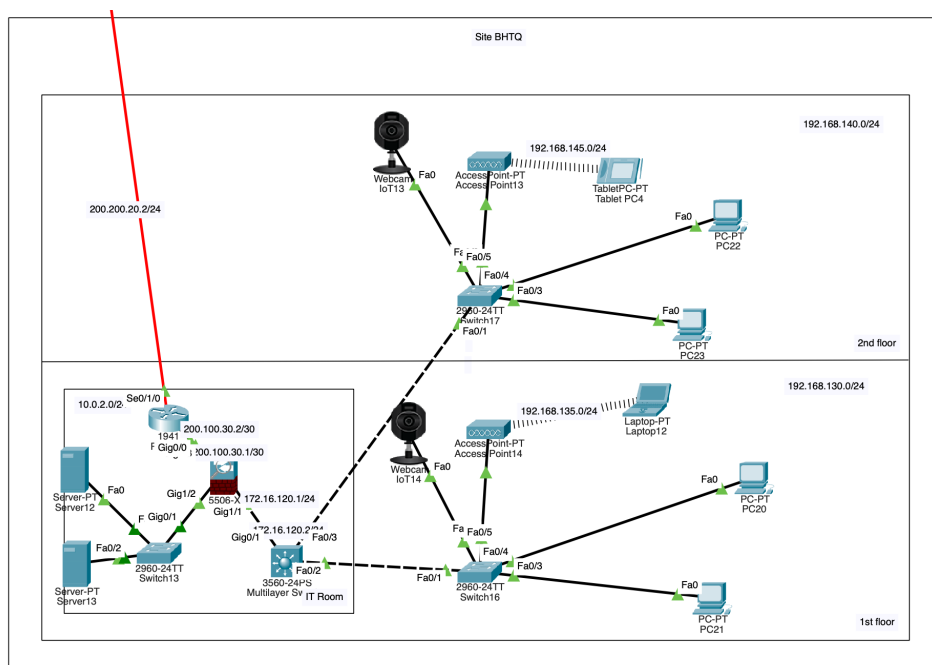 Site BHTQ
192.168.140.0/24
192.168.145.0/24
Webcam
IoT13
Fa0
AccessPoint-PT
Access Point13
TabletPC-PT
Tablet PC4
200.200.20.2/24
Fa0
PC-PT
PC22
Fa0/5
Fa0/4
Fa0/3
2960-24TT
Switch17
Fa0/1
Fa0
PC-PT
PC23
2nd floor
192.168.130.0/24
Se0/1/0
10.0.2.0/24
1941
Gig0/0
200.100.30.2/30
200.100.30.1/30
192.168.135.0/24
Laptop-PT
Laptop12
AccessPoint-PT
Access Point14
Webcam
IoT14
Fa0
Server-PT
Server12
Fa0
Gig1/2
5506-X
Gig1/1
172.16.120.1/24
Gig0/1
172.16.120.2/24
Gig0/1
Fa0/3
Fa0/2
Fa0/2
2960-24TT
Switch13
Server-PT
Server13
3560-24PS
Multilayer
IT Room
Fa0/5
Fa0/4
Fa0/3
Fa0/1
2960-24TT
Switch16
Fa0
PC-PT
PC20
Fa0
PC-PT
PC21
1st floor